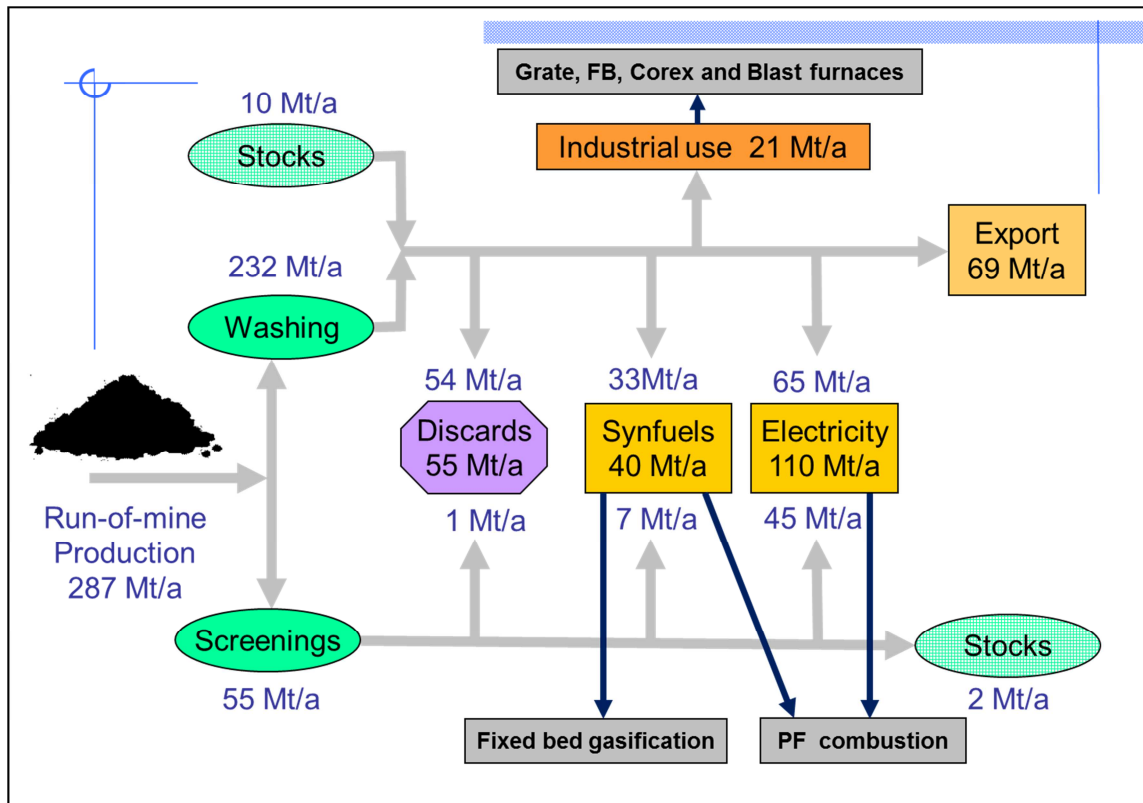 Grate, FB, Corex and Blast furnaces
10 Mt/a
Stocks
Industrial use 21 Mt/a
Export
69 Mt/a
232 Mt/a
Washing
54 Mt/a
33Mt/a
65 Mt/a
Discards
55 Mt/a
Synfuels
40 Mt/a
Electricity
110 Mt/a
Run-of-mine
Production
287 Mt/a
1 Mt/a
7 Mt/a
45 Mt/a
Screenings
55 Mt/a
Stocks
2 Mt/a
Fixed bed gasification
PF combustion